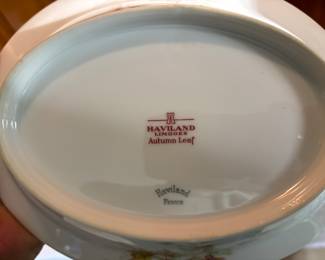 HAVILAND
LIMOGES
Autumn Leaf
Haviland
France